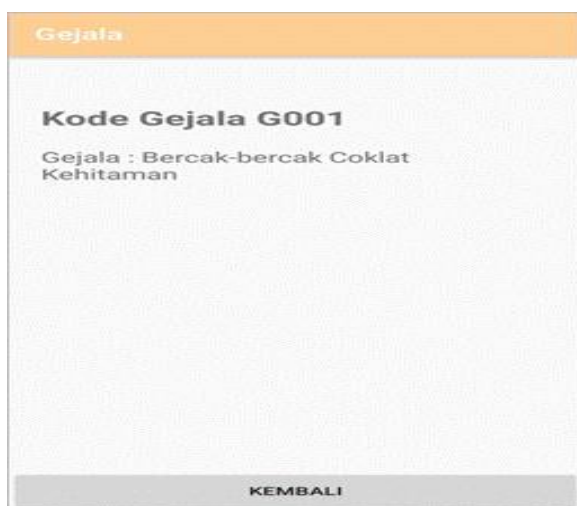 Gejala
Kode Gejala G001
Gejala : Bercak-bercak Coklat
Kehitaman
KEMBALI